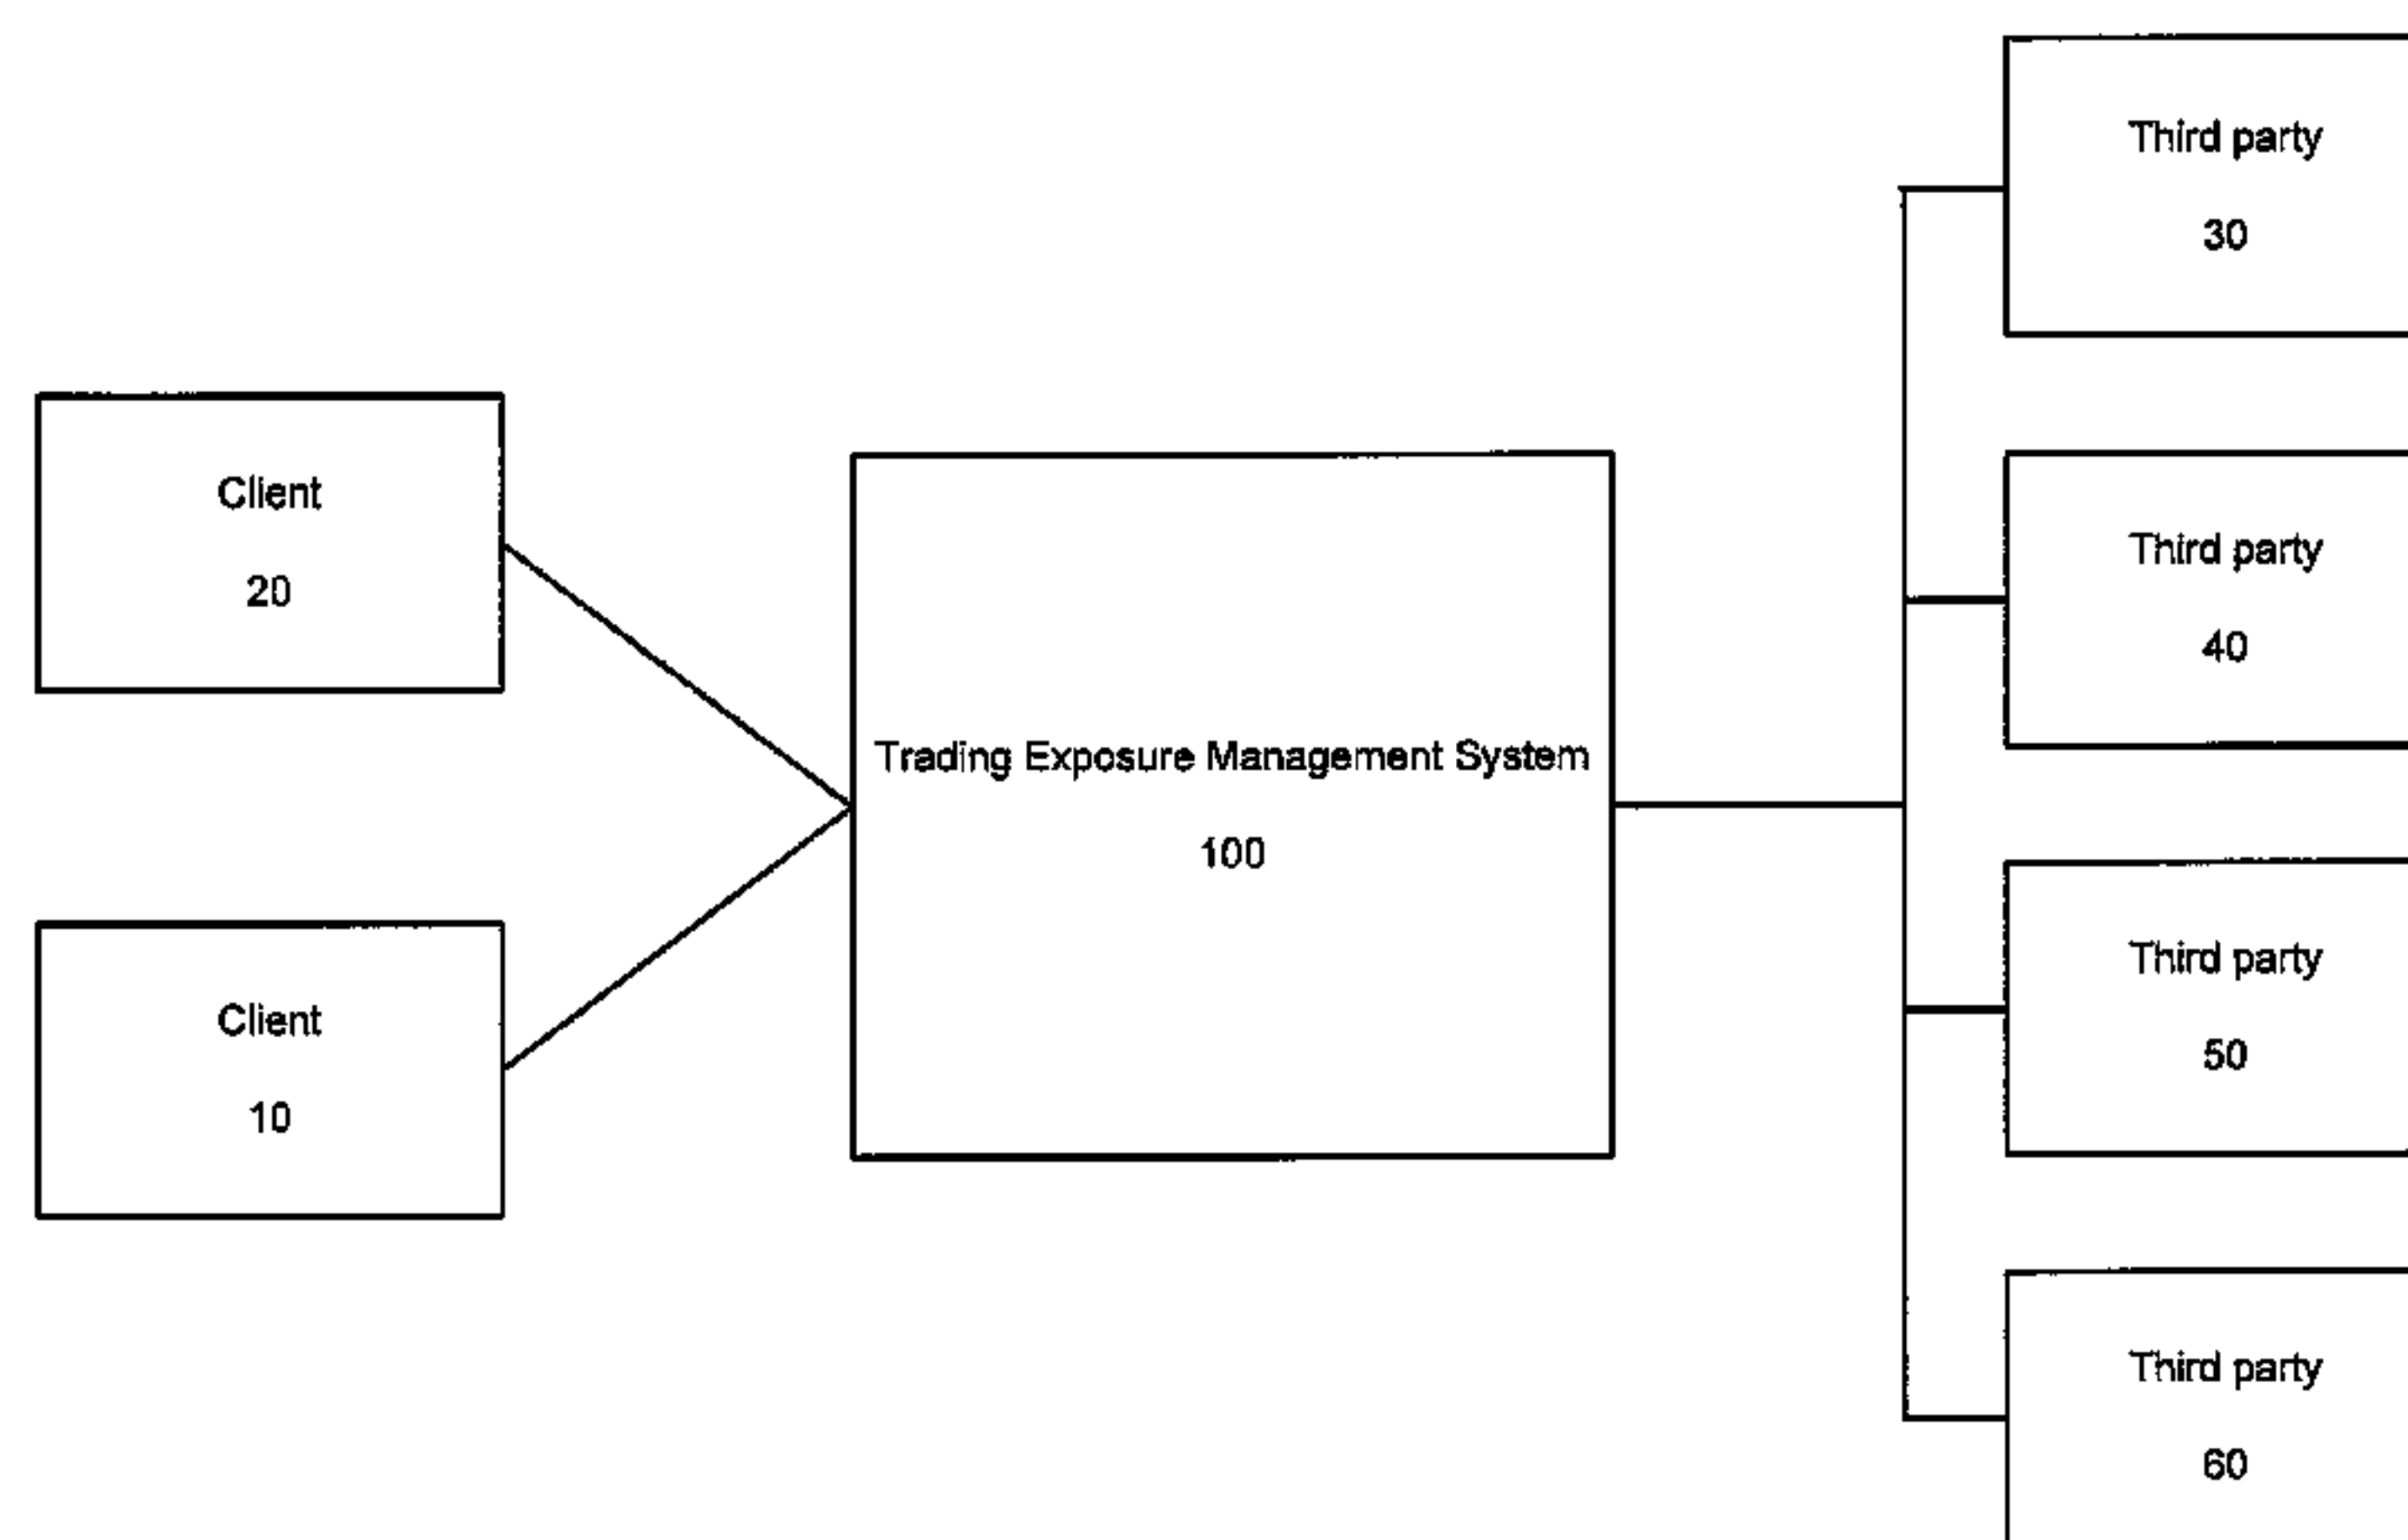 Client
20
Client
10
Trading Exposure Management System
100
Third party
30
Third party
40
Third party
50
Third party
60